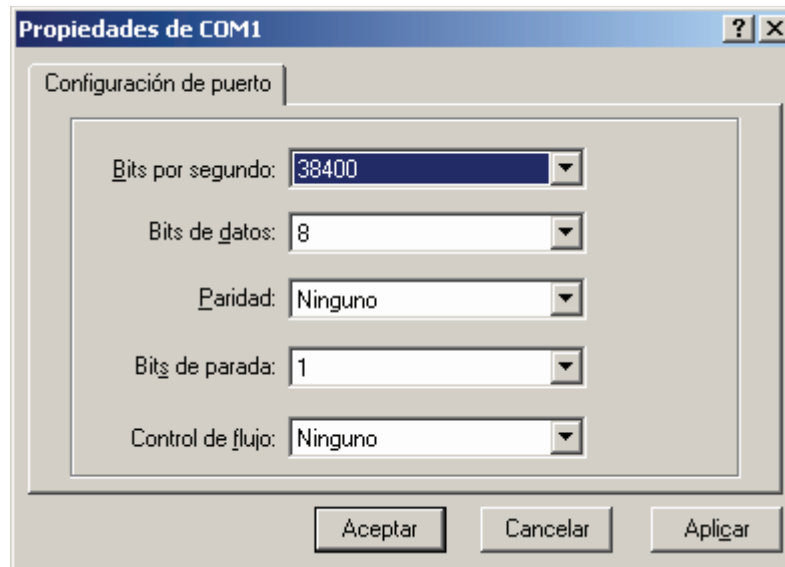 Propiedades de COM1
Configuración de puerto
Bits por segundo: 38400
Bits de datos: 8
Paridad: Ninguno
Bits de parada: 1
Control de flujo: Ninguno
Aceptar Cancelar Aplicar